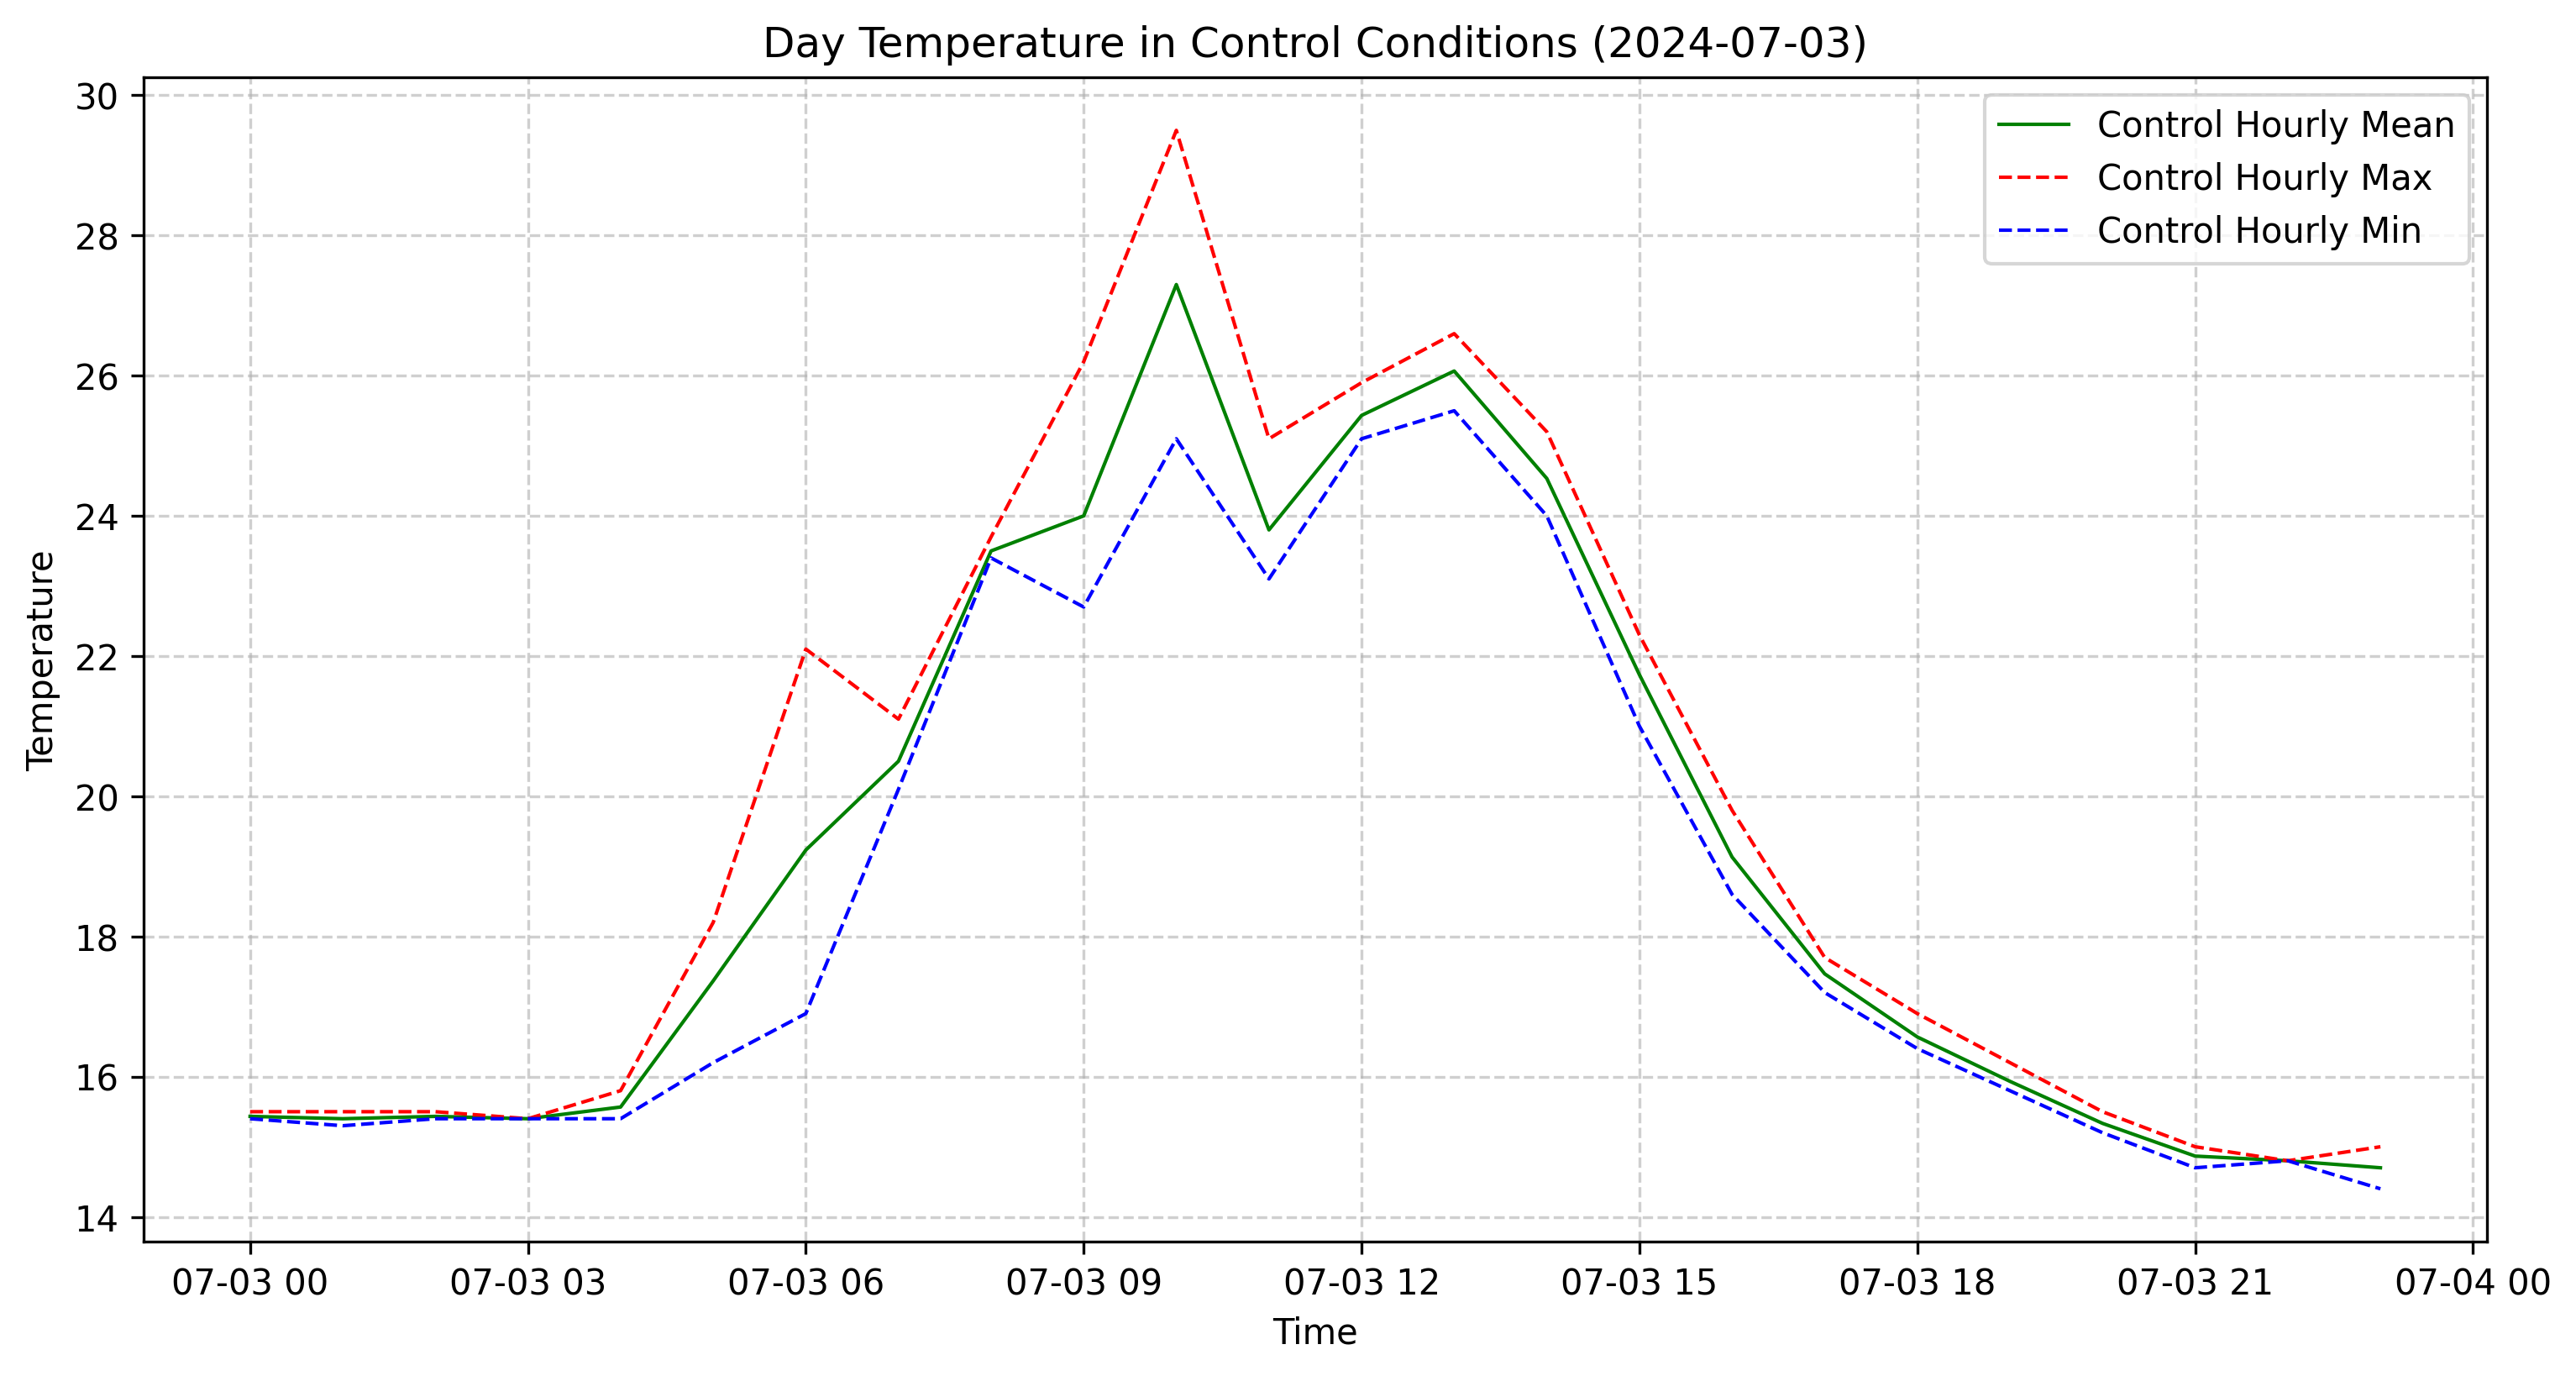 Day Temperature in Control Conditions (2024-07-03)
Control Hourly Mean
Control Hourly Max
Control Hourly Min
Temperature
30
28
26
24
22
20
18
16
14
07-03 00 07-03 03 07-03 06 07-03 09 07-03 12 07-03 15 07-03 18 07-03 21 07-04 00
Time